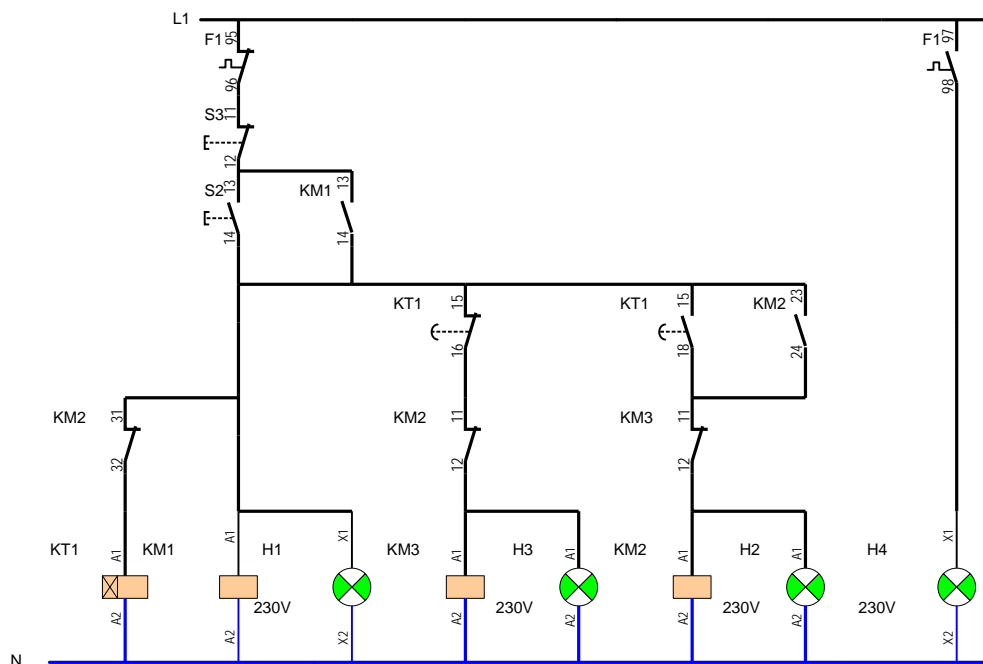 L1
F1 95 96
F1 97 98
S3 11 12
S2 13 14
KM1 13 14
KT1 15 16
KT1 15 18
KM2 23 24
KM2 31 32
KM2 11 12
KM3 11 12
KT1 A1 A2
KM1 A1 A2
H1 230V X1 X2
KM3 A1 A2
H3 230V A1 A2
KM2 A1 A2
H2 230V A1 A2
H4 X1 X2
N